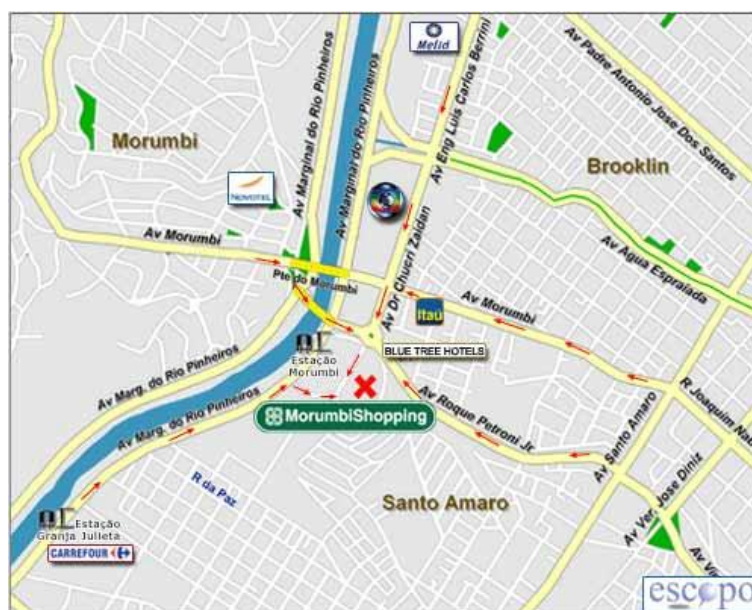 Melid
Av Padre Antonio Jose Dos Santos
Av Eng Luis Carlos Berrini
Av Marginal do Rio Pinheiros
Av Marginal do Rio Pinheiros
Morumbi
Brooklin
NOVOTEL
Av Morumbi
Av Dr Chucri Zaidan
Av Agua Espraiada
Pte do Morumbi
Itaú
Av Morumbi
Estação
Morumbi
BLUE TREE HOTELS
Av Marg. do Rio Pinheiros
Av Marg. do Rio Pinheiros
MorumbiShopping
Av Roque Petroni Jr
Av Santo Amaro
R Joaquim
R da Paz
Santo Amaro
Av Ver. Jose Diniz
Estação
Granja Julieta
CARREFOUR
Av
escopo